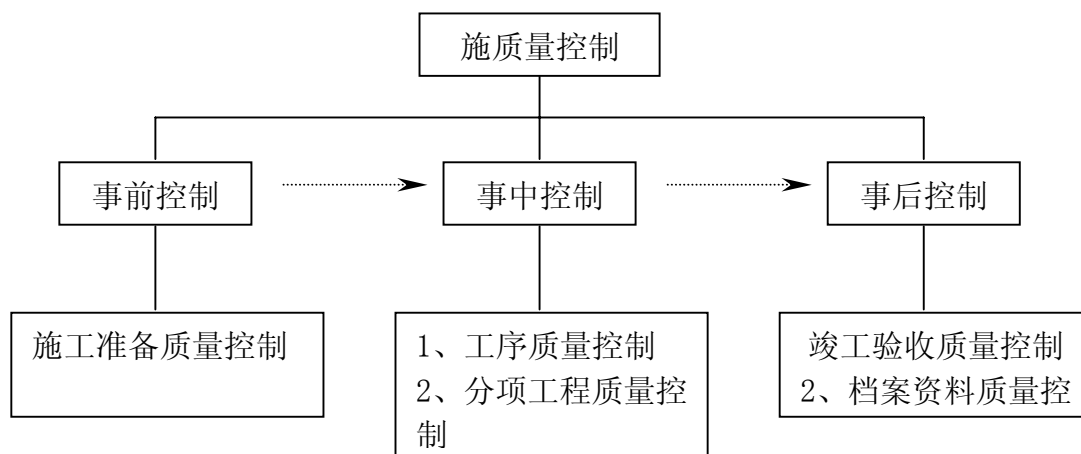 施质量控制
事前控制
事中控制
事后控制
施工准备质量控制
1、工序质量控制
2、分项工程质量控
制
竣工验收质量控制
2、档案资料质量控